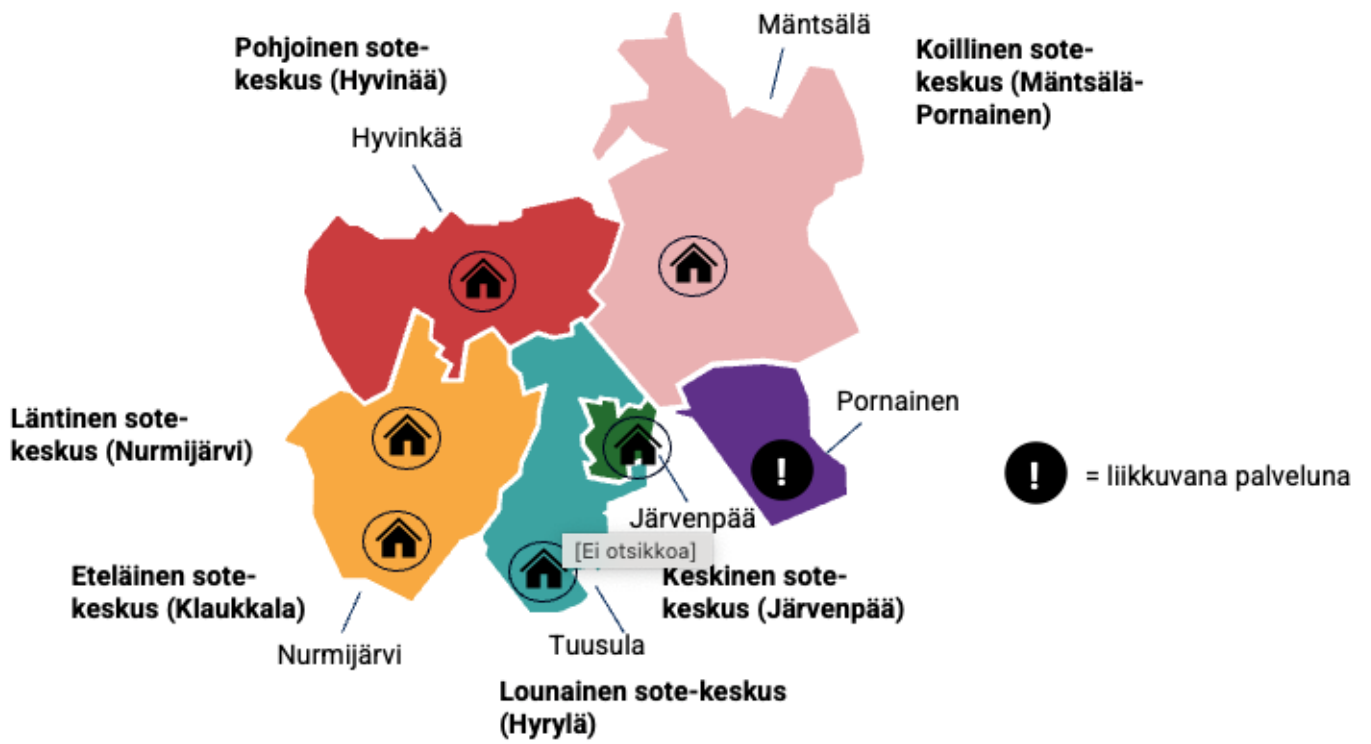 Mäntsälä
Pohjoinen sote-
keskus (Hyvinää)
Koillinen sote-
keskus (Mäntsälä-
Pornainen)
Hyvinkää
Läntinen sote-
keskus (Nurmijärvi)
Pornainen
! = liikkuvana palveluna
!
Järvenpää
[Ei otsikkoa]
Eteläinen sote-
keskus (Klaukkala)
Keskinen sote-
keskus (Järvenpää)
Nurmijärvi
Tuusula
Lounainen sote-keskus
(Hyrylä)